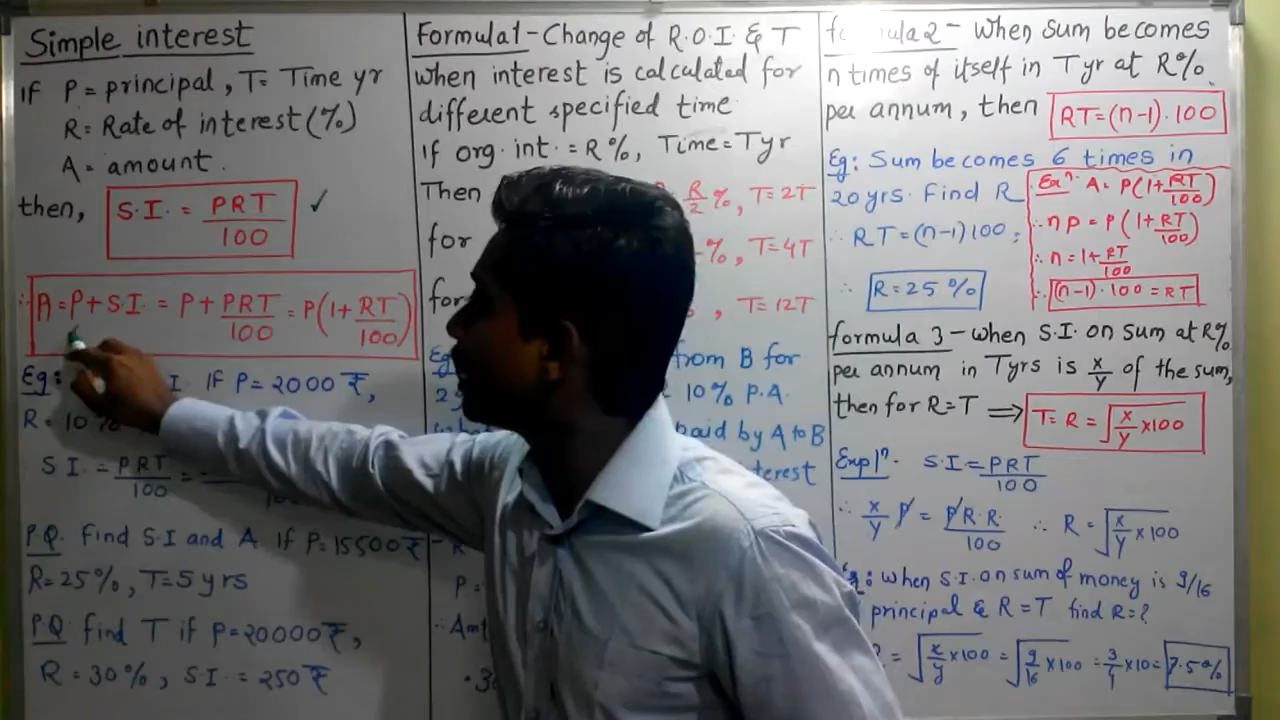 Simple interest
If P = principal, T = Time yr
R = Rate of interest (%)
A = amount.
then, S.I. = PRT/100 ✓
∴ A = P + S.I. = P + PRT/100 = P(1 + RT/100)
Eg: I If P = 2000 ₹,
R = 10%
S I. = PRT/100 =
P.Q. Find S.I and A If P = 15500 ₹
R = 25%, T = 5 yrs
P.Q find T if P = 20000 ₹,
R = 30%, S.I. = 250 ₹
Formula 1 - Change of R.O.I. & T
when interest is calculated for
different specified time.
If org. int. = R%, Time = Tyr
Then R/2 %, T = 2T
for %, T = 4T
for , T = 12T
Eg from B for
10% P.A.
paid by A to B
terest
P =
∴ Amt
ula 2 - When Sum becomes
n times of itself in T yr at R%
per annum, then RT = (n-1).100
Eg: Sum becomes 6 times in
20 yrs. Find R
∴ RT = (n-1) 100
∴ R = 25%
Exn. A = P(1 + RT/100)
∴ nP = P(1 + RT/100)
∴ n = 1 + RT/100
∴ (n-1).100 = RT
formula 3 - when S.I. on sum at R%
per annum in Tyrs is x/y of the sum,
then for R = T ⟹ T = R = √(x/y × 100)
Expln. S.I = PRT/100
∴ x/y P = P.R.R/100 ∴ R = √(x/y × 100)
: when S.I. on sum of money is 9/16
principal & R = T find R = ?
= √(x/y × 100) = √(9/16 × 100) = 3/4 × 10 = 7.5%